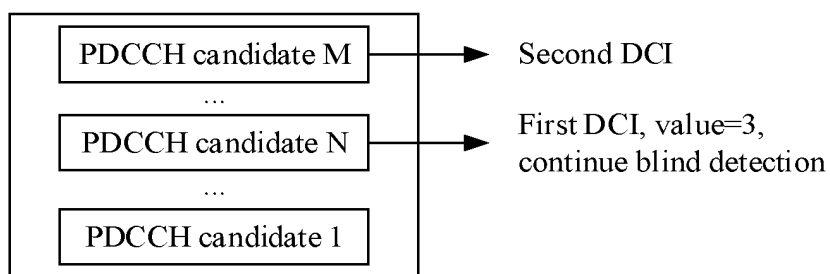 PDCCH candidate M
Second DCI
...
PDCCH candidate N
First DCI, value=3,
continue blind detection
...
PDCCH candidate 1